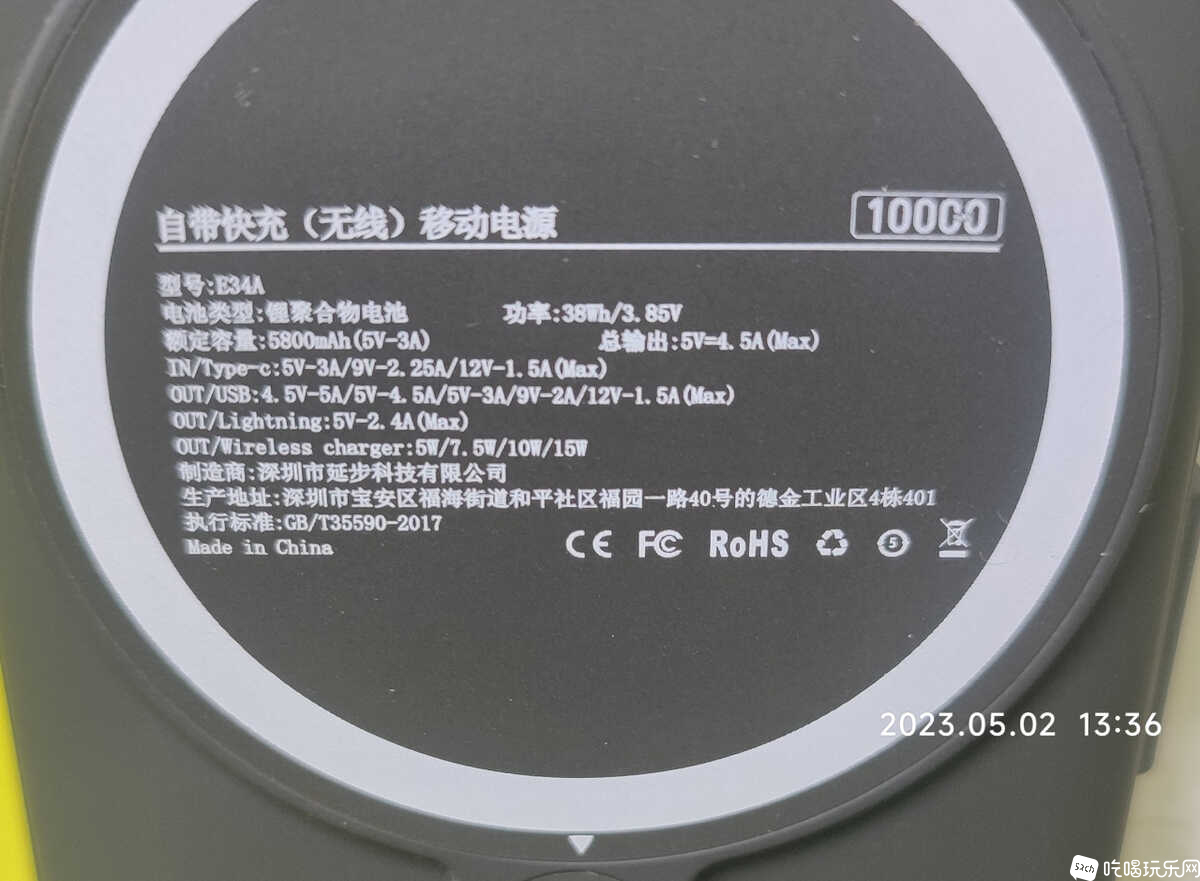 自带快充（无线）移动电源 10000
型号:E34A
电池类型:锂聚合物电池 功率:38Wh/3.85V
额定容量:5800mAh(5V-3A) 总输出:5V=4.5A(Max)
IN/Type-c:5V-3A/9V-2.25A/12V-1.5A(Max)
OUT/USB:4.5V-5A/5V-4.5A/5V-3A/9V-2A/12V-1.5A(Max)
OUT/Lightning:5V-2.4A(Max)
OUT/Wireless charger:5W/7.5W/10W/15W
制造商:深圳市延步科技有限公司
生产地址:深圳市宝安区福海街道和平社区福园一路40号的德金工业区4栋401
执行标准:GB/T35590-2017
Made in China CE FC RoHS 5
2023.05.02 13:36
52ch 吃喝玩乐网